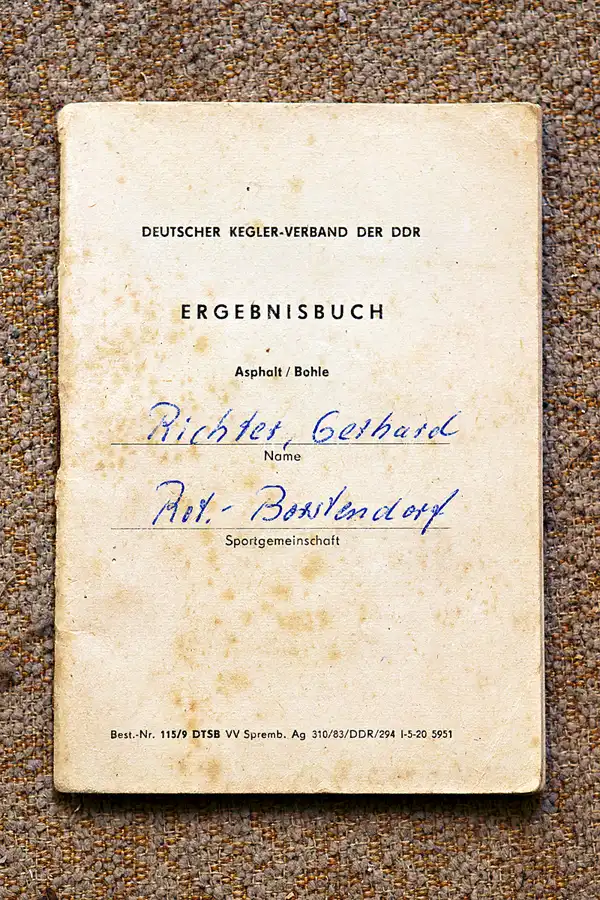 DEUTSCHER KEGLER-VERBAND DER DDR
ERGEBNISBUCH
Asphalt / Bohle
Richter, Gerhard
Name
Rot.- Borstendorf
Sportgemeinschaft
Best.-Nr. 115/9 DTSB VV Spremb. Ag 310/83/DDR/294 I-5-20 5951